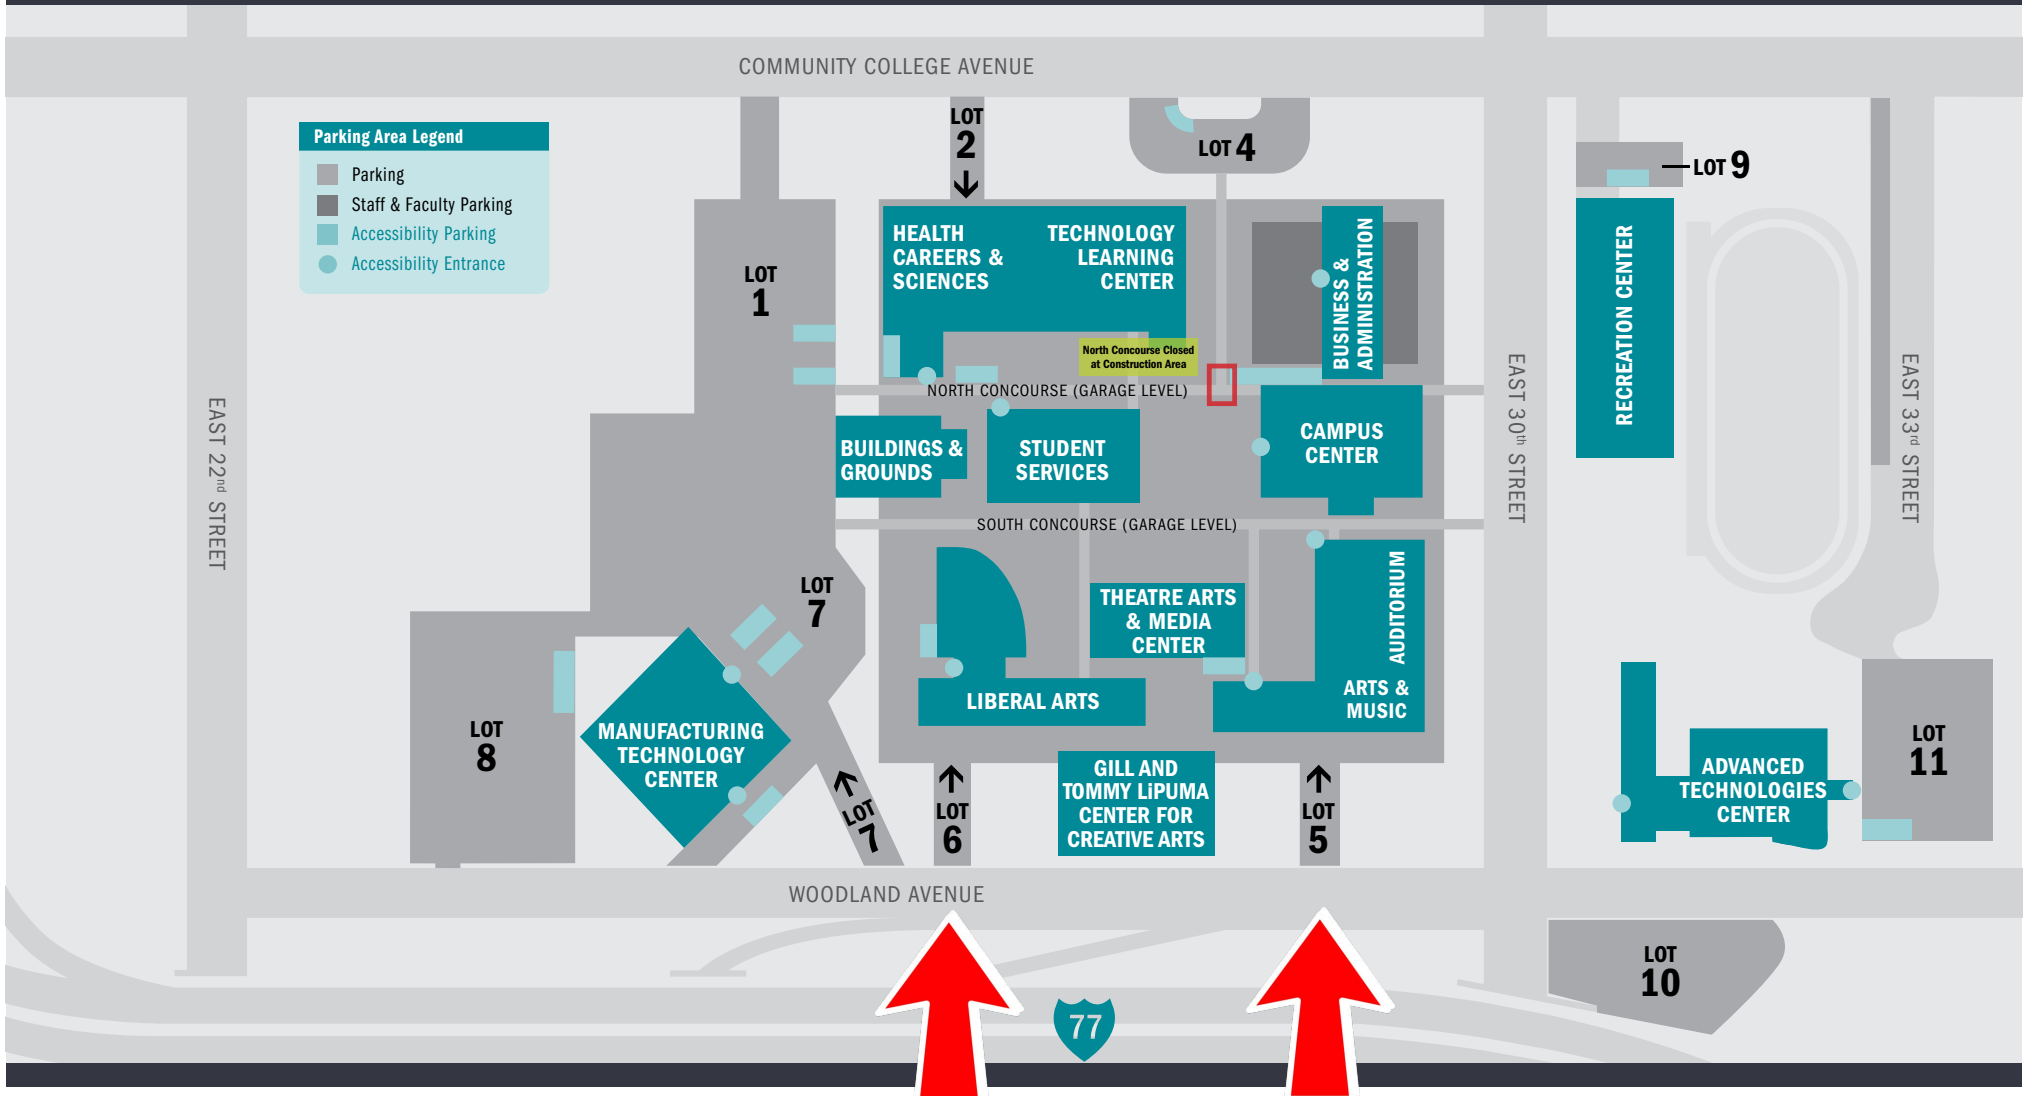 COMMUNITY COLLEGE AVENUE
Parking Area Legend
Parking
Staff & Faculty Parking
Accessibility Parking
Accessibility Entrance
LOT
2
LOT 4
LOT 9
LOT
1
HEALTH
CAREERS &
SCIENCES
TECHNOLOGY
LEARNING
CENTER
BUSINESS &
ADMINISTRATION
RECREATION CENTER
North Concourse Closed
at Construction Area
NORTH CONCOURSE (GARAGE LEVEL)
EAST 22nd STREET
EAST 30th STREET
EAST 33rd STREET
BUILDINGS &
GROUNDS
STUDENT
SERVICES
CAMPUS
CENTER
SOUTH CONCOURSE (GARAGE LEVEL)
LOT
7
THEATRE ARTS
& MEDIA
CENTER
AUDITORIUM
ARTS &
MUSIC
LIBERAL ARTS
LOT
8
MANUFACTURING
TECHNOLOGY
CENTER
LOT
7
LOT
6
GILL AND
TOMMY LiPUMA
CENTER FOR
CREATIVE ARTS
LOT
5
ADVANCED
TECHNOLOGIES
CENTER
LOT
11
WOODLAND AVENUE
LOT
10
77